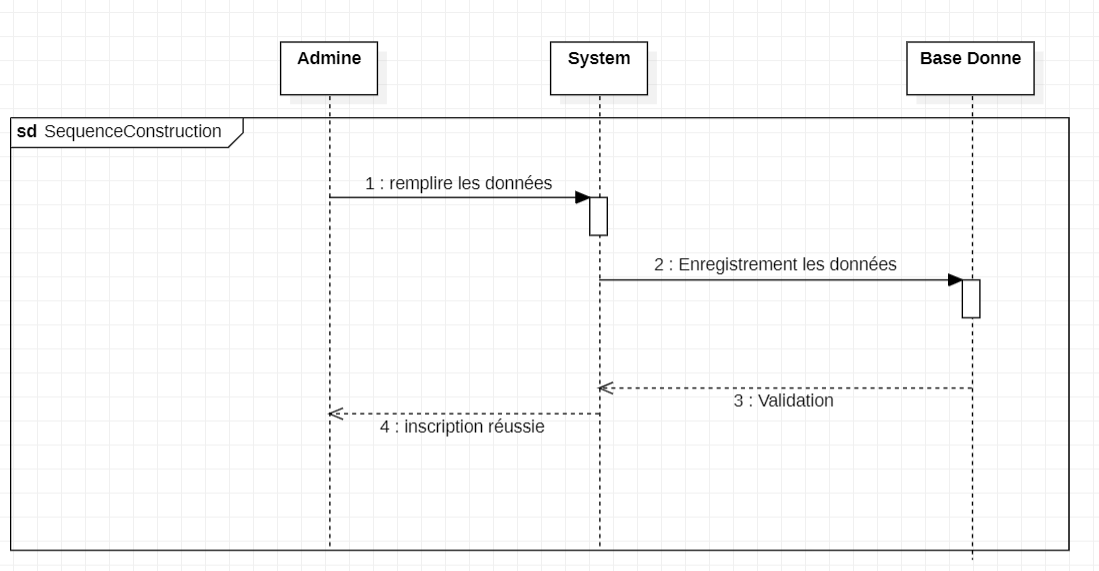 Admine
System
Base Donne
sd SequenceConstruction
1 : remplire les données
2 : Enregistrement les données
3 : Validation
4 : inscription réussie